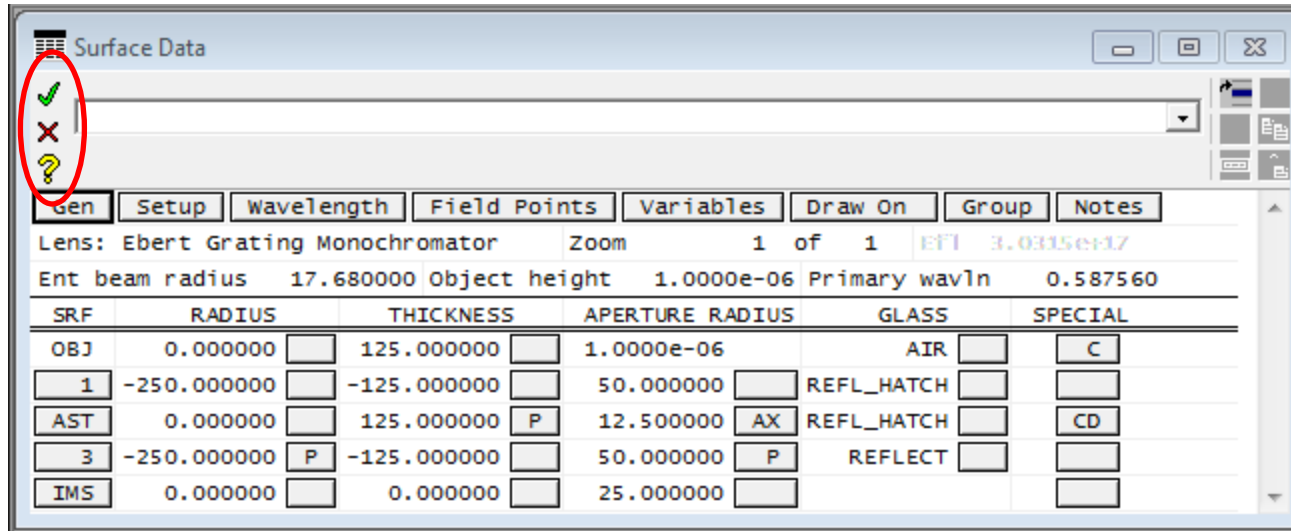 Surface Data
Gen Setup Wavelength Field Points Variables Draw On Group Notes
Lens: Ebert Grating Monochromator Zoom 1 of 1 Efl 3.0315e+17
Ent beam radius 17.680000 Object height 1.0000e-06 Primary wavln 0.587560
SRF RADIUS THICKNESS APERTURE RADIUS GLASS SPECIAL
OBJ 0.000000 125.000000 1.0000e-06 AIR C
1 -250.000000 -125.000000 50.000000 REFL_HATCH
AST 0.000000 125.000000 P 12.500000 AX REFL_HATCH CD
3 -250.000000 P -125.000000 50.000000 P REFLECT
IMS 0.000000 0.000000 25.000000